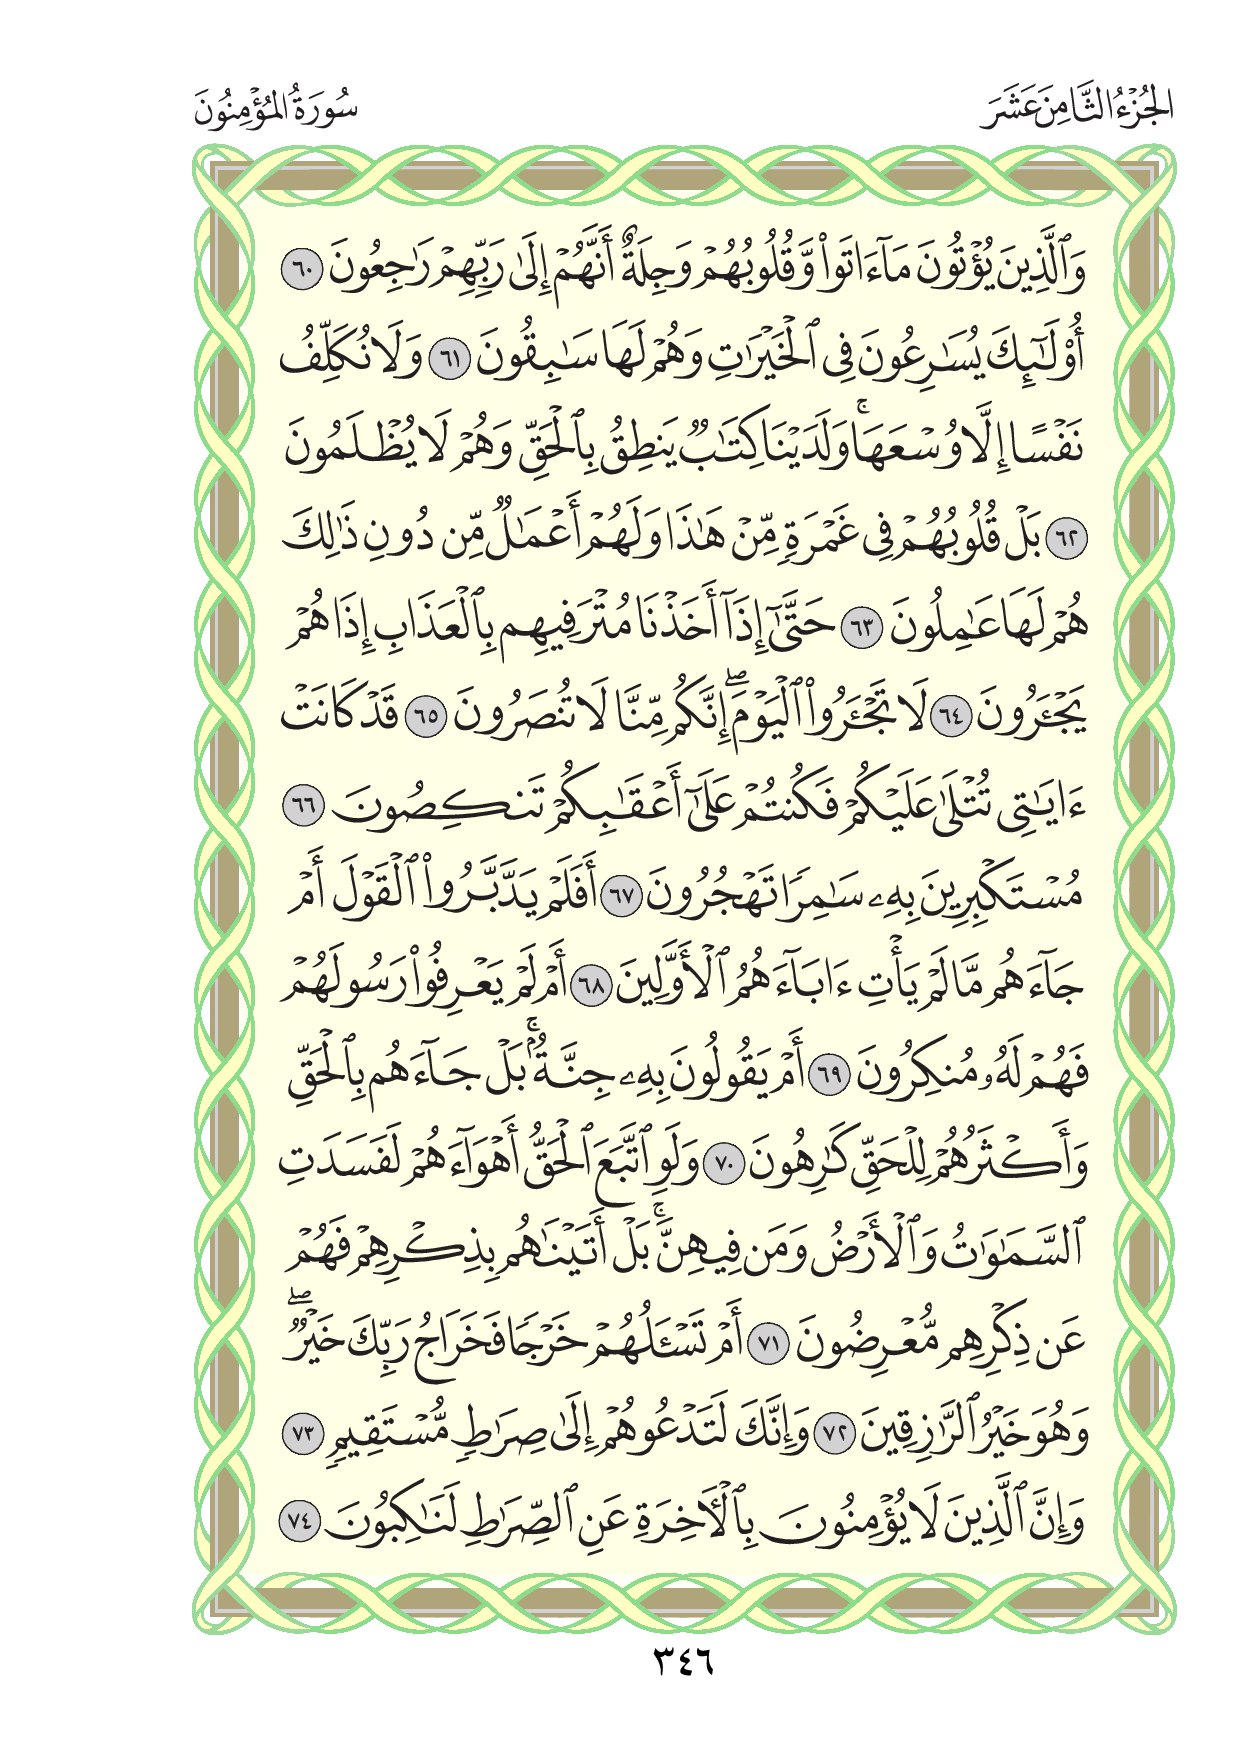 الجُزْءُ الثَّامِنَ عَشَرَ
سُورَةُ المُؤْمِنُونَ
وَٱلَّذِينَ يُؤْتُونَ مَآ ءَاتَوا۟ وَّقُلُوبُهُمْ وَجِلَةٌ أَنَّهُمْ إِلَىٰ رَبِّهِمْ رَٰجِعُونَ ٦٠
أُو۟لَـٰٓئِكَ يُسَـٰرِعُونَ فِى ٱلْخَيْرَٰتِ وَهُمْ لَهَا سَـٰبِقُونَ ٦١ وَلَا نُكَلِّفُ
نَفْسًا إِلَّا وُسْعَهَا ۚ وَلَدَيْنَا كِتَـٰبٌ يَنطِقُ بِٱلْحَقِّ وَهُمْ لَا يُظْلَمُونَ
٦٢ بَلْ قُلُوبُهُمْ فِى غَمْرَةٍ مِّنْ هَـٰذَا وَلَهُمْ أَعْمَـٰلٌ مِّن دُونِ ذَٰلِكَ
هُمْ لَهَا عَـٰمِلُونَ ٦٣ حَتَّىٰٓ إِذَآ أَخَذْنَا مُتْرَفِيهِم بِٱلْعَذَابِ إِذَا هُمْ
يَجْـَٔرُونَ ٦٤ لَا تَجْـَٔرُوا۟ ٱلْيَوْمَ ۖ إِنَّكُم مِّنَّا لَا تُنصَرُونَ ٦٥ قَدْ كَانَتْ
ءَايَـٰتِى تُتْلَىٰ عَلَيْكُمْ فَكُنتُمْ عَلَىٰٓ أَعْقَـٰبِكُمْ تَنكِصُونَ ٦٦
مُسْتَكْبِرِينَ بِهِۦ سَـٰمِرًا تَهْجُرُونَ ٦٧ أَفَلَمْ يَدَّبَّرُوا۟ ٱلْقَوْلَ أَمْ
جَآءَهُم مَّا لَمْ يَأْتِ ءَابَآءَهُمُ ٱلْأَوَّلِينَ ٦٨ أَمْ لَمْ يَعْرِفُوا۟ رَسُولَهُمْ
فَهُمْ لَهُۥ مُنكِرُونَ ٦٩ أَمْ يَقُولُونَ بِهِۦ جِنَّةٌۢ ۚ بَلْ جَآءَهُم بِٱلْحَقِّ
وَأَكْثَرُهُمْ لِلْحَقِّ كَـٰرِهُونَ ٧٠ وَلَوِ ٱتَّبَعَ ٱلْحَقُّ أَهْوَآءَهُمْ لَفَسَدَتِ
ٱلسَّمَـٰوَٰتُ وَٱلْأَرْضُ وَمَن فِيهِنَّ ۚ بَلْ أَتَيْنَـٰهُم بِذِكْرِهِمْ فَهُمْ
عَن ذِكْرِهِم مُّعْرِضُونَ ٧١ أَمْ تَسْـَٔلُهُمْ خَرْجًا فَخَرَاجُ رَبِّكَ خَيْرٌ ۖ
وَهُوَ خَيْرُ ٱلرَّٰزِقِينَ ٧٢ وَإِنَّكَ لَتَدْعُوهُمْ إِلَىٰ صِرَٰطٍ مُّسْتَقِيمٍ ٧٣
وَإِنَّ ٱلَّذِينَ لَا يُؤْمِنُونَ بِٱلْـَٔاخِرَةِ عَنِ ٱلصِّرَٰطِ لَنَـٰكِبُونَ ٧٤
٣٤٦